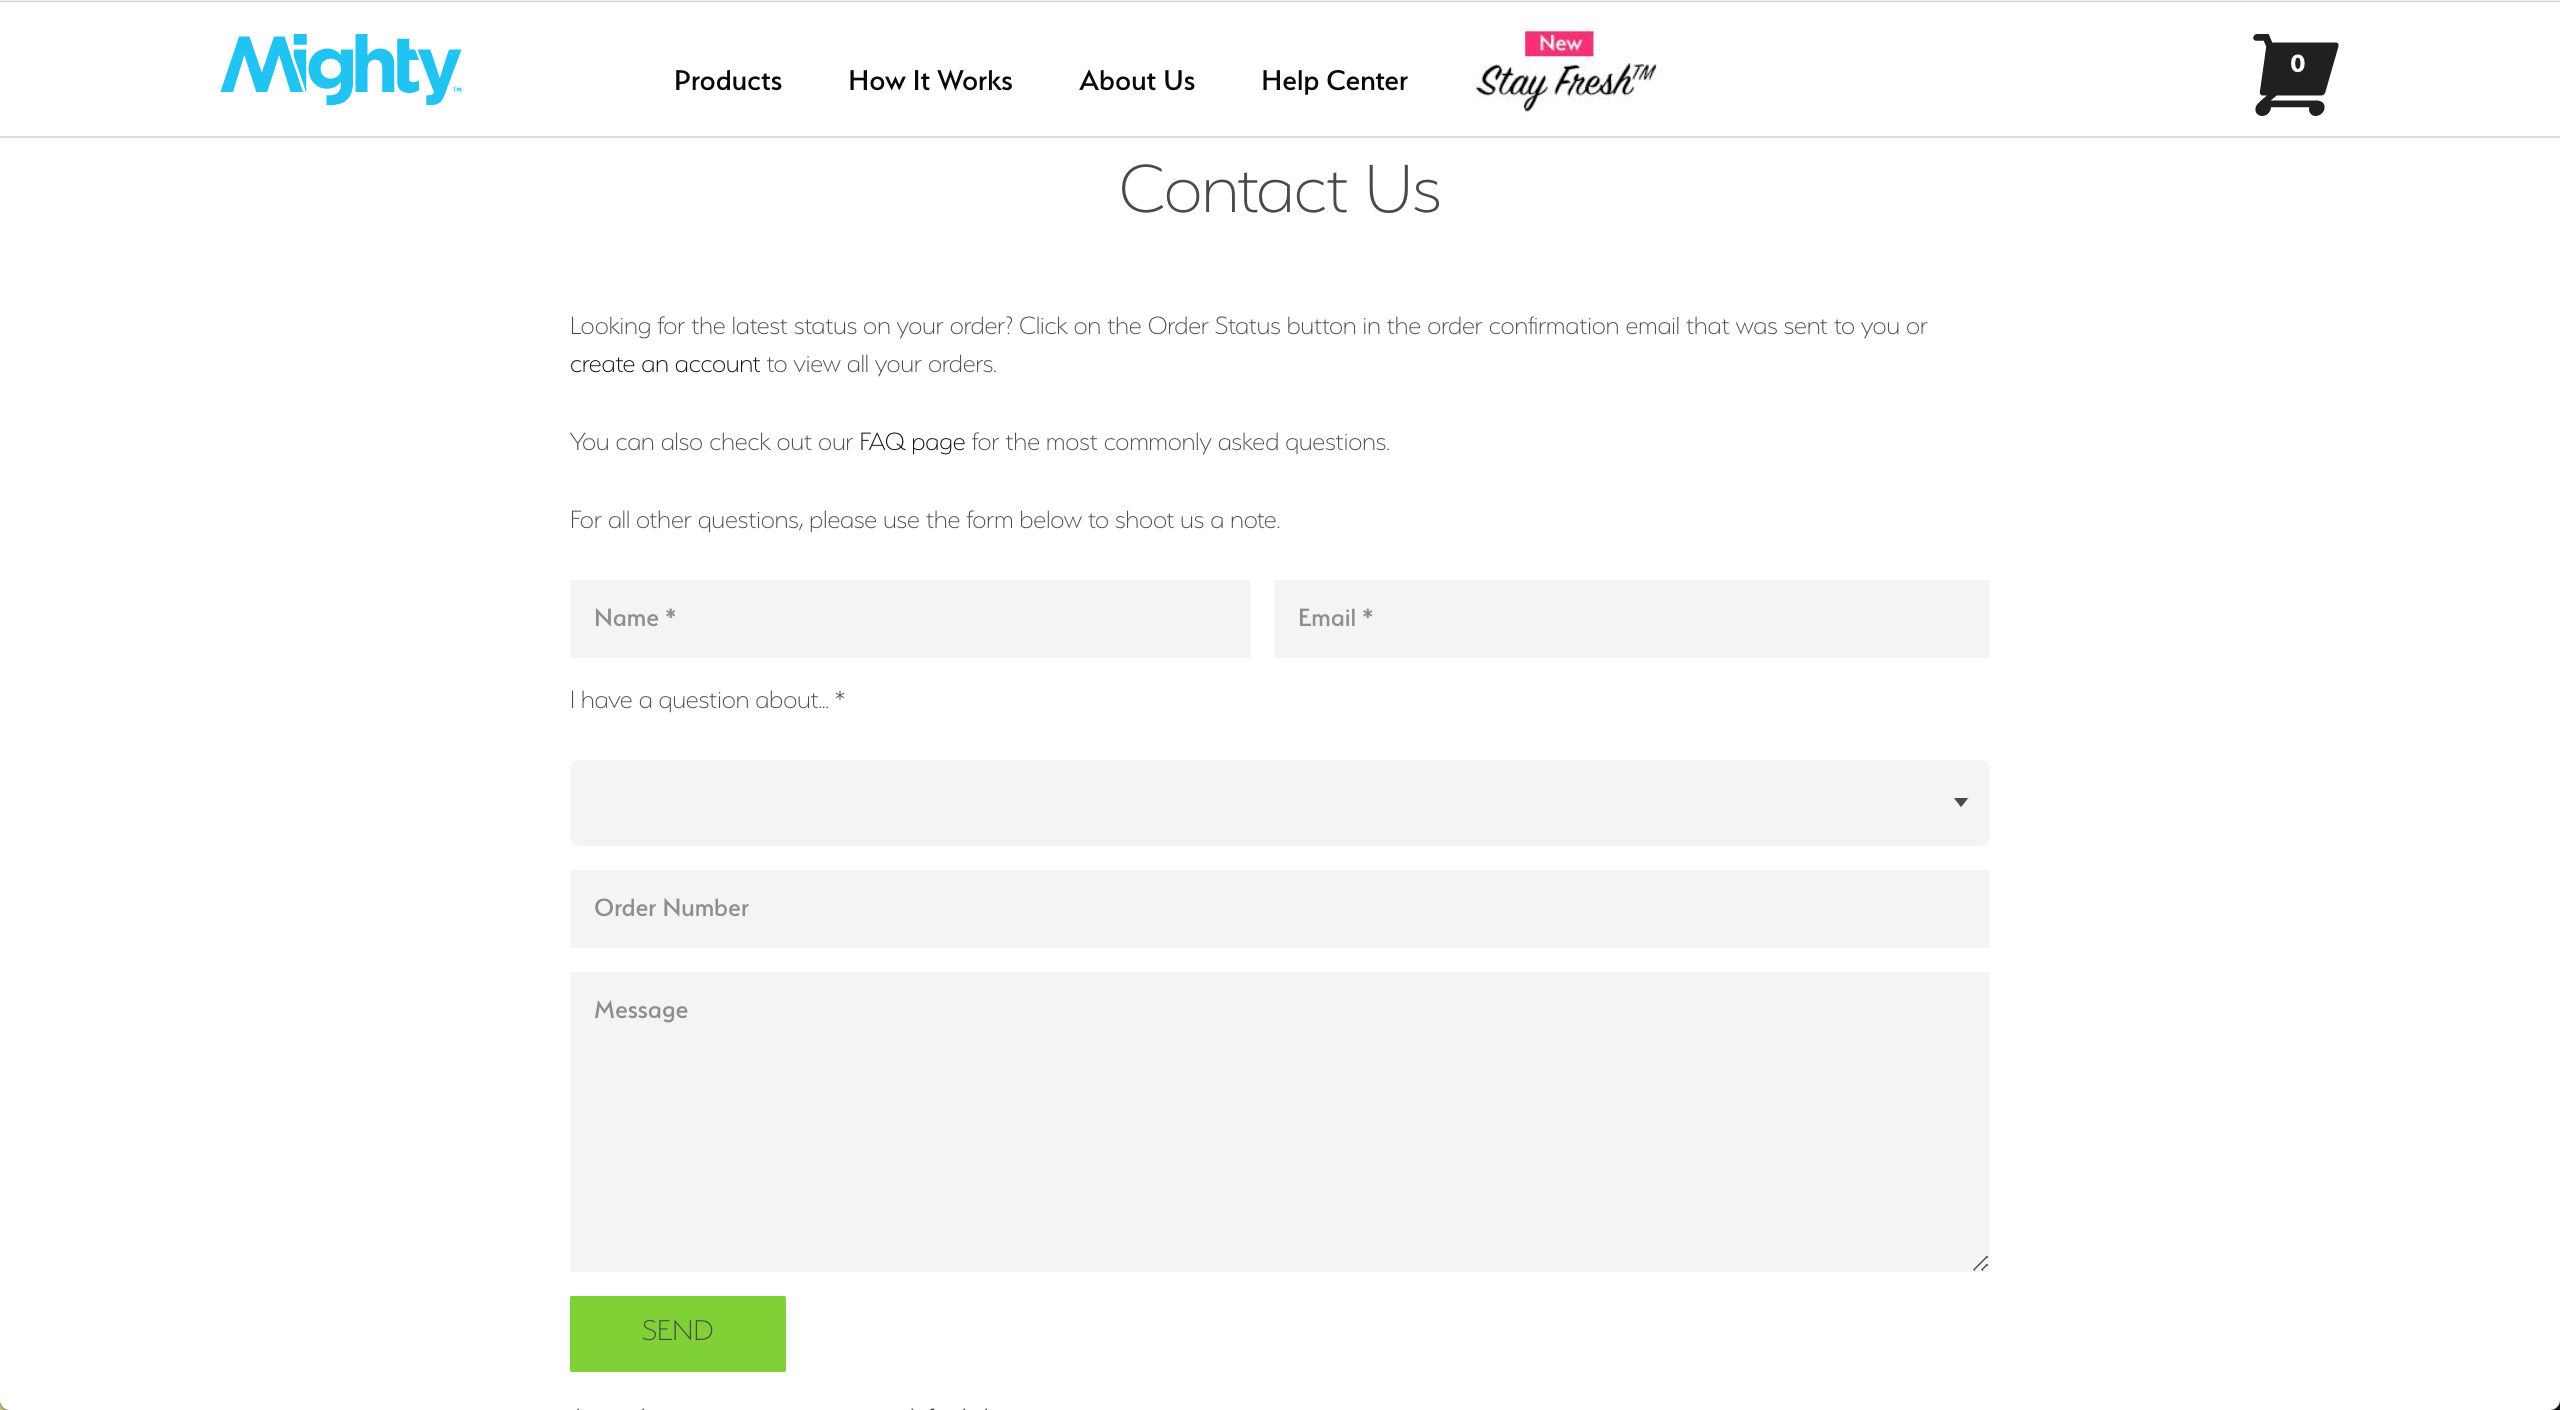 Mighty™
Products
How It Works
About Us
Help Center
New
Stay Fresh™
0
Contact Us
Looking for the latest status on your order? Click on the Order Status button in the order confirmation email that was sent to you or
create an account to view all your orders.
You can also check out our FAQ page for the most commonly asked questions.
For all other questions, please use the form below to shoot us a note.
Name *
Email *
I have a question about... *
Order Number
Message
SEND